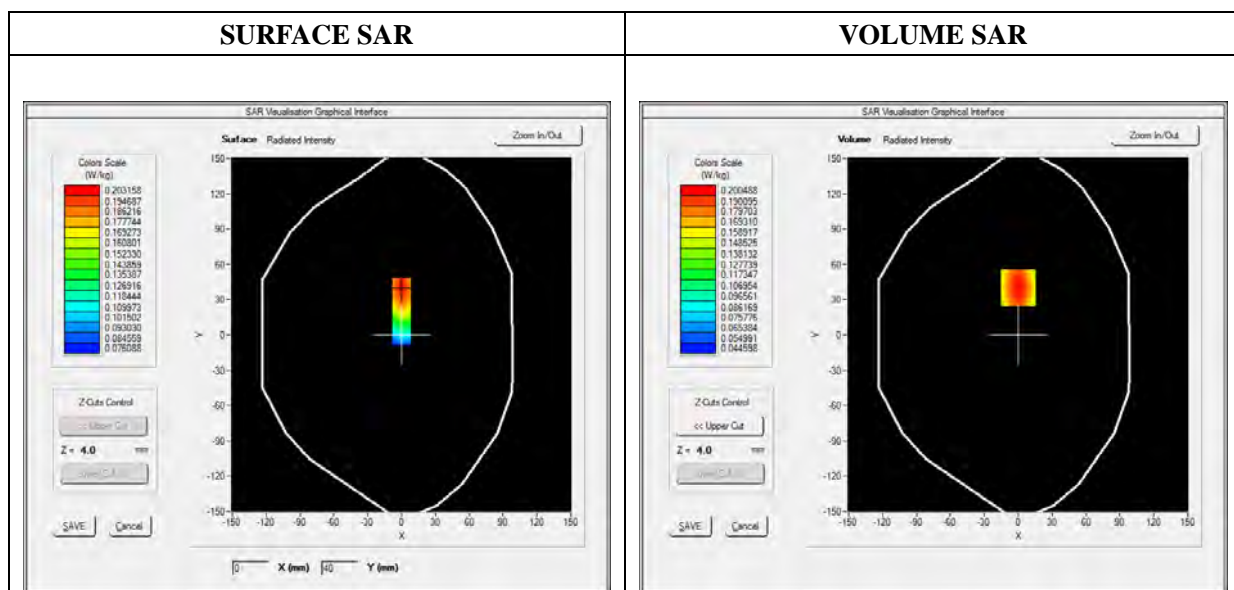 SURFACE SAR
SAR Visualisation Graphical Interface
Surface Radiated Intensity
Zoom In/Out
Colors Scale
(W/kg)
0.203158
0.194687
0.186216
0.177744
0.169273
0.160801
0.152330
0.143859
0.135387
0.126916
0.118444
0.109973
0.101502
0.093030
0.084559
0.076088
Z-Cuts Control
<< Upper Cut
Z = 4.0 mm
SAVE Cancel
150
120
90
60
30
0
-30
-60
-90
-120
-150
Y
-150 -120 -90 -60 -30 0 30 60 90 120 150
X
0 X (mm) 40 Y (mm)
VOLUME SAR
SAR Visualisation Graphical Interface
Volume Radiated Intensity
Zoom In/Out
Colors Scale
(W/kg)
0.200488
0.190095
0.179703
0.169310
0.158917
0.148525
0.138132
0.127739
0.117347
0.106954
0.096561
0.086169
0.075776
0.065384
0.054991
0.044598
Z-Cuts Control
<< Upper Cut
Z = 4.0 mm
SAVE Cancel
150
120
90
60
30
0
-30
-60
-90
-120
-150
Y
-150 -120 -90 -60 -30 0 30 60 90 120 150
X